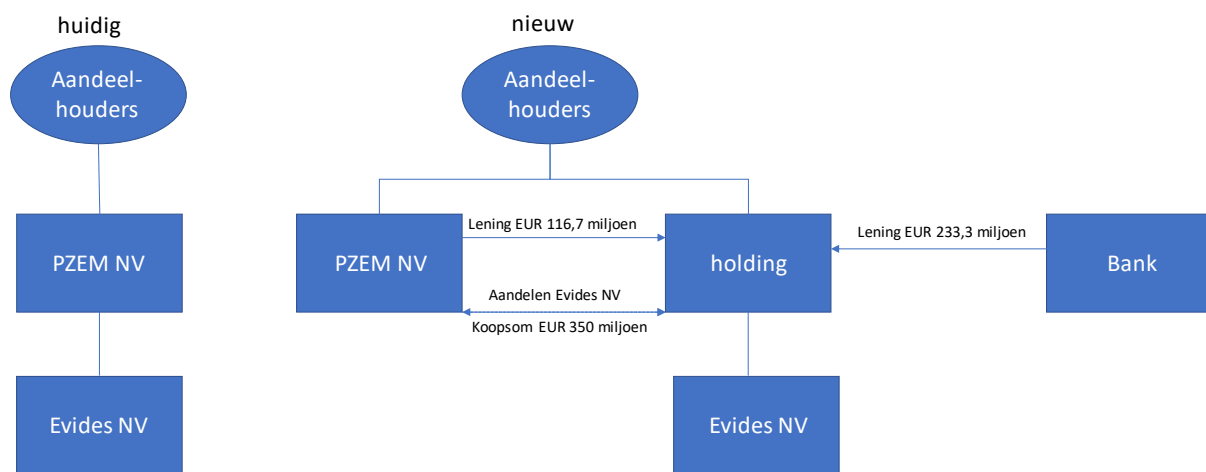 huidig
nieuw
Aandeel-
houders
Aandeel-
houders
Lening EUR 116,7 miljoen
Lening EUR 233,3 miljoen
PZEM NV
PZEM NV
holding
Bank
Aandelen Evides NV
Koopsom EUR 350 miljoen
Evides NV
Evides NV